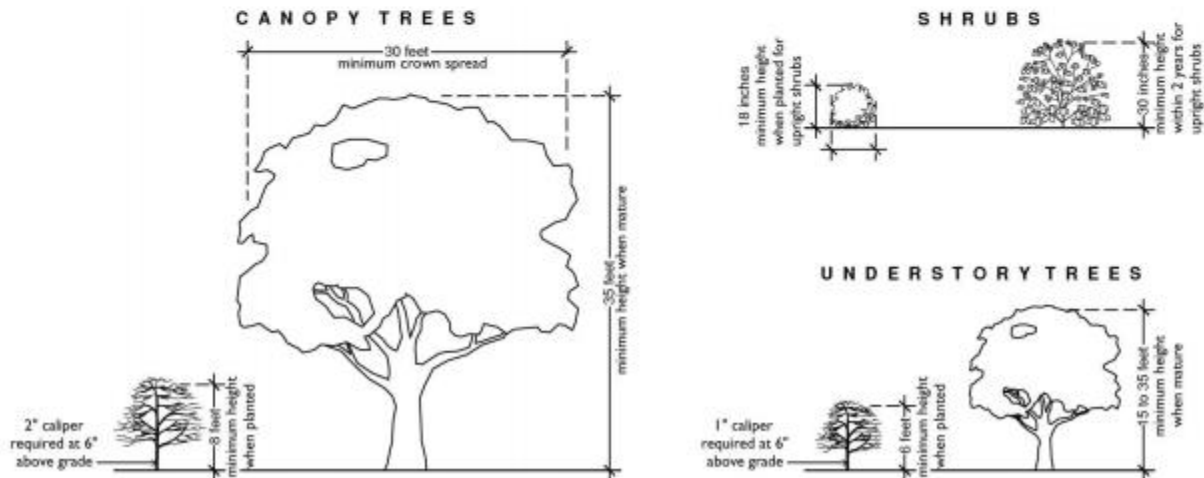 CANOPY TREES
30 feet
minimum crown spread
35 feet
minimum height when mature
8 feet
minimum height
when planted
2" caliper
required at 6"
above grade
SHRUBS
18 inches
minimum height
when planted for
upright shrubs
30 inches
minimum height
within 2 years for
upright shrubs
UNDERSTORY TREES
15 to 35 feet
minimum height
when mature
6 feet
minimum height
when planted
1" caliper
required at 6"
above grade